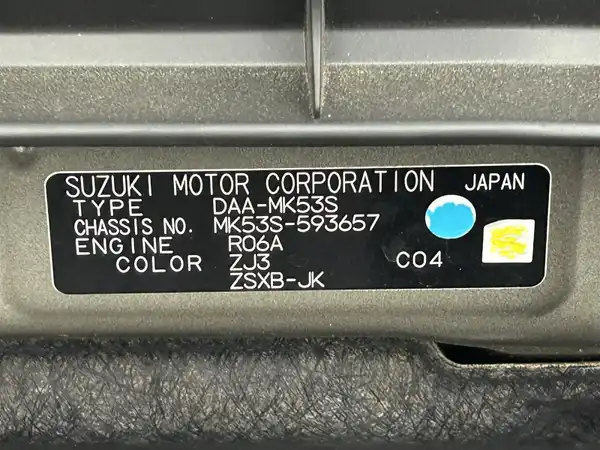 SUZUKI MOTOR CORPORATION JAPAN
TYPE DAA-MK53S
CHASSIS NO. MK53S-593657
ENGINE R06A
COLOR ZJ3 C04
ZSXB-JK